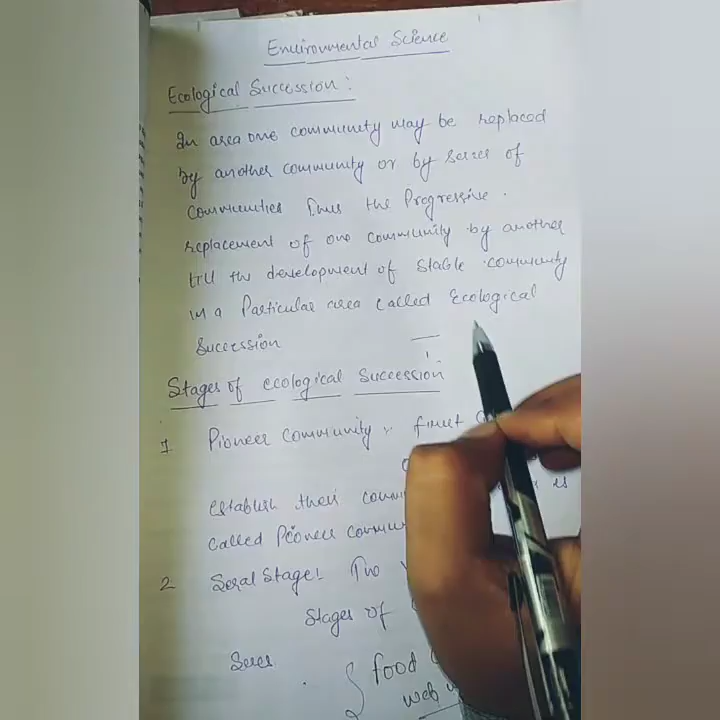 Environmental Science
Ecological Succession:
In area one community may be replaced
by another community or by series of
communities Thus the Progressive.
replacement of one community by another
till the development of stable community
in a Particular area called Ecological
Succession
Stages of ecological Succession
1 Pioneer Community: first
establish their is
called Pioneer
2 Seral Stage! Two
Stages of
Seres
food
web